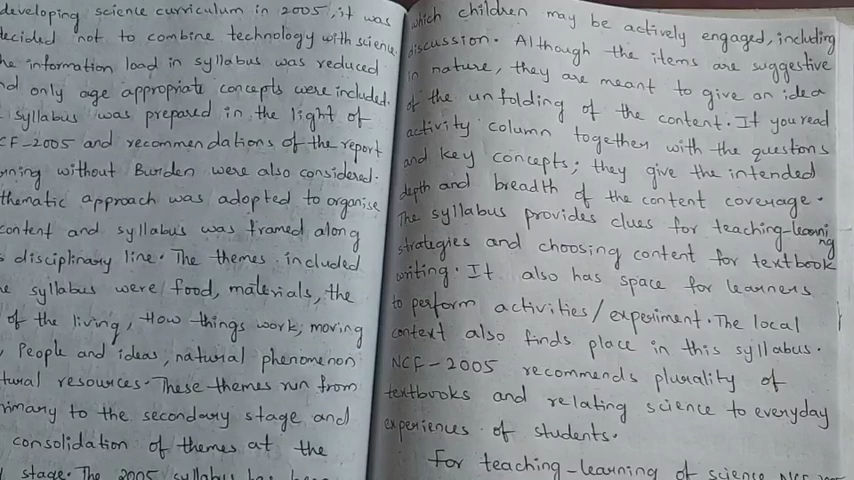 developing science curriculum in 2005, it was
decided not to combine technology with science.
he information load in syllabus was reduced
nd only age appropriate concepts were included.
syllabus was prepared in the light of
CF-2005 and recommendations of the report
rning without Burden were also considered.
thematic approach was adopted to organise
content and syllabus was framed along
s disciplinary line. The themes included
e syllabus were food, materials, the
of the living, How things work; moving
, People and ideas, natural phenomenon
tural resources. These themes run from
rimary to the secondary stage and
consolidation of themes at the
stage. The 2005 syllabus has been
which children may be actively engaged, including
discussion. Although the items are suggestive
in nature, they are meant to give an idea
of the unfolding of the content. If you read
activity column together with the questons
and key concepts; they give the intended
depth and breadth of the content coverage.
The syllabus provides clues for teaching-learning
strategies and choosing content for textbook
writing. It also has space for learners
to perform activities/experiment. The local
context also finds place in this syllabus.
NCF-2005 recommends plurality of
textbooks and relating science to everyday
experiences of students.
For teaching-learning of science NCF